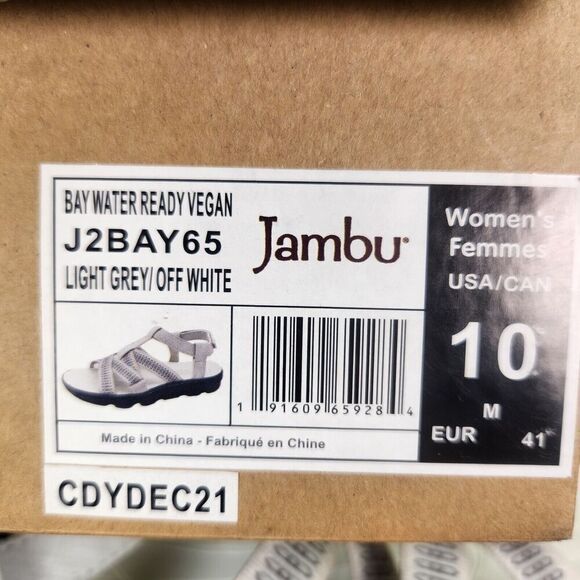 BAY WATER READY VEGAN
J2BAY65
LIGHT GREY/ OFF WHITE
Jambu
Women's
Femmes
USA/CAN
10
M
EUR 41
1 91609 65928 4
Made in China - Fabriqué en Chine
CDYDEC21